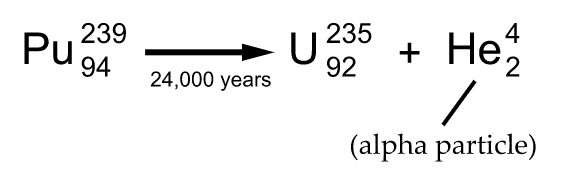 Pu 239 94 24,000 years U 235 92 + He 4 2
(alpha particle)